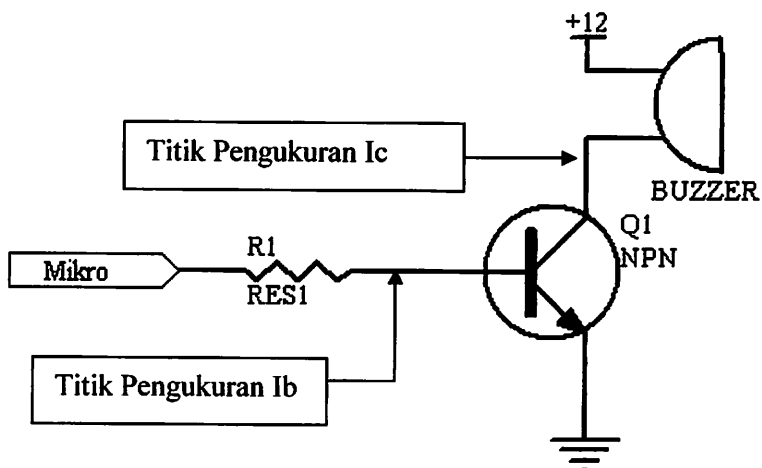 +12
Titik Pengukuran Ic
BUZZER
Q1
NPN
R1
RES1
Mikro
Titik Pengukuran Ib